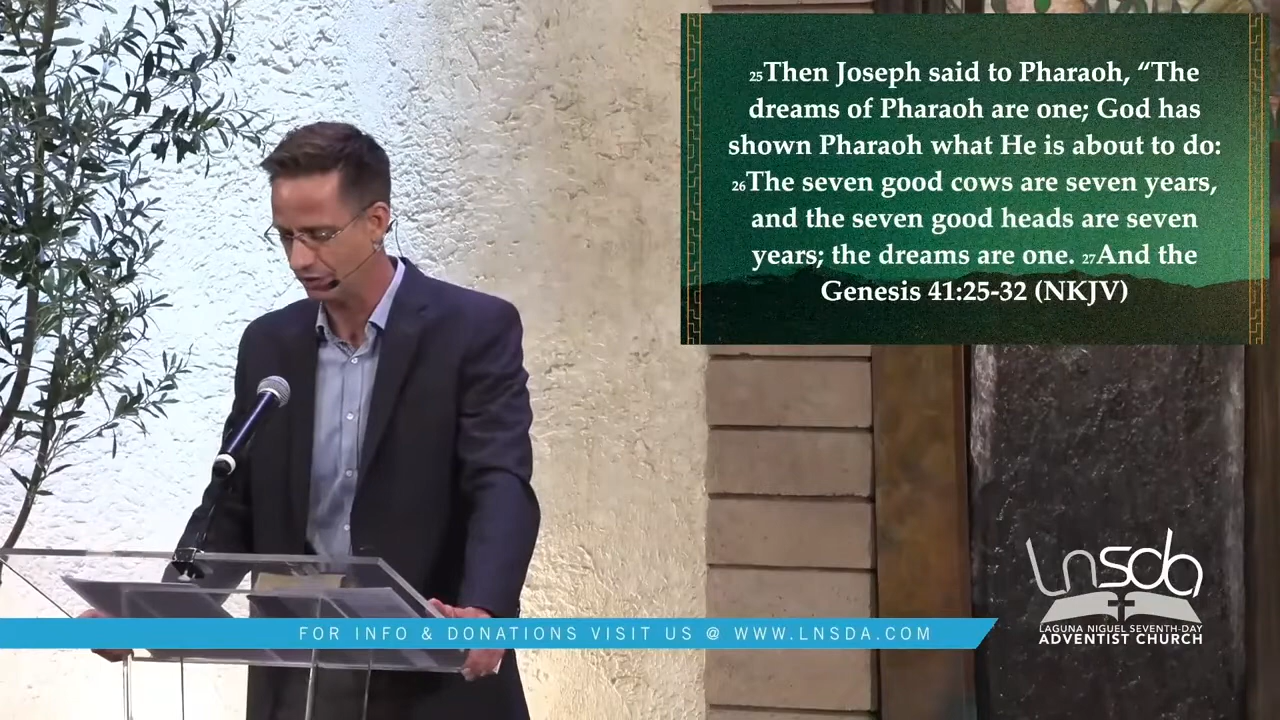 25Then Joseph said to Pharaoh, “The
dreams of Pharaoh are one; God has
shown Pharaoh what He is about to do:
26The seven good cows are seven years,
and the seven good heads are seven
years; the dreams are one. 27And the
Genesis 41:25-32 (NKJV)
lnsda
LAGUNA NIGUEL SEVENTH-DAY
ADVENTIST CHURCH
FOR INFO & DONATIONS VISIT US @ WWW.LNSDA.COM